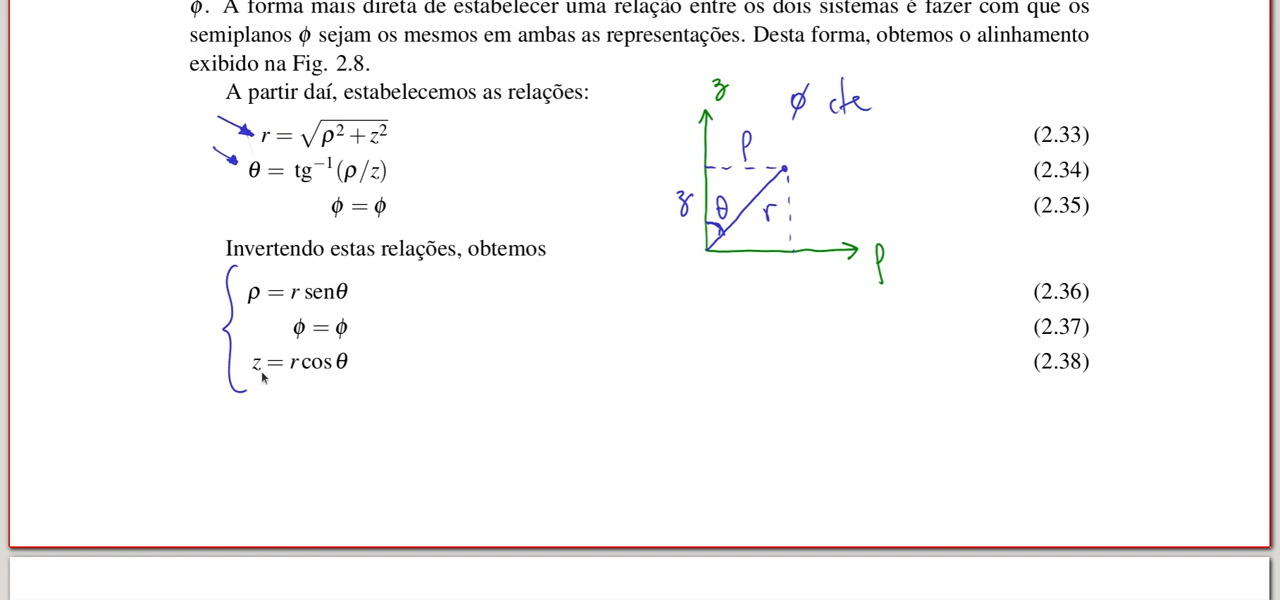 ϕ. A forma mais direta de estabelecer uma relação entre os dois sistemas é fazer com que os
semiplanos ϕ sejam os mesmos em ambas as representações. Desta forma, obtemos o alinhamento
exibido na Fig. 2.8.
A partir daí, estabelecemos as relações:
r = √(ρ² + z²) (2.33)
θ = tg⁻¹(ρ/z) (2.34)
ϕ = ϕ (2.35)
z
ϕ cte
ρ
z θ r
ρ
Invertendo estas relações, obtemos
ρ = r senθ (2.36)
ϕ = ϕ (2.37)
z = r cos θ (2.38)